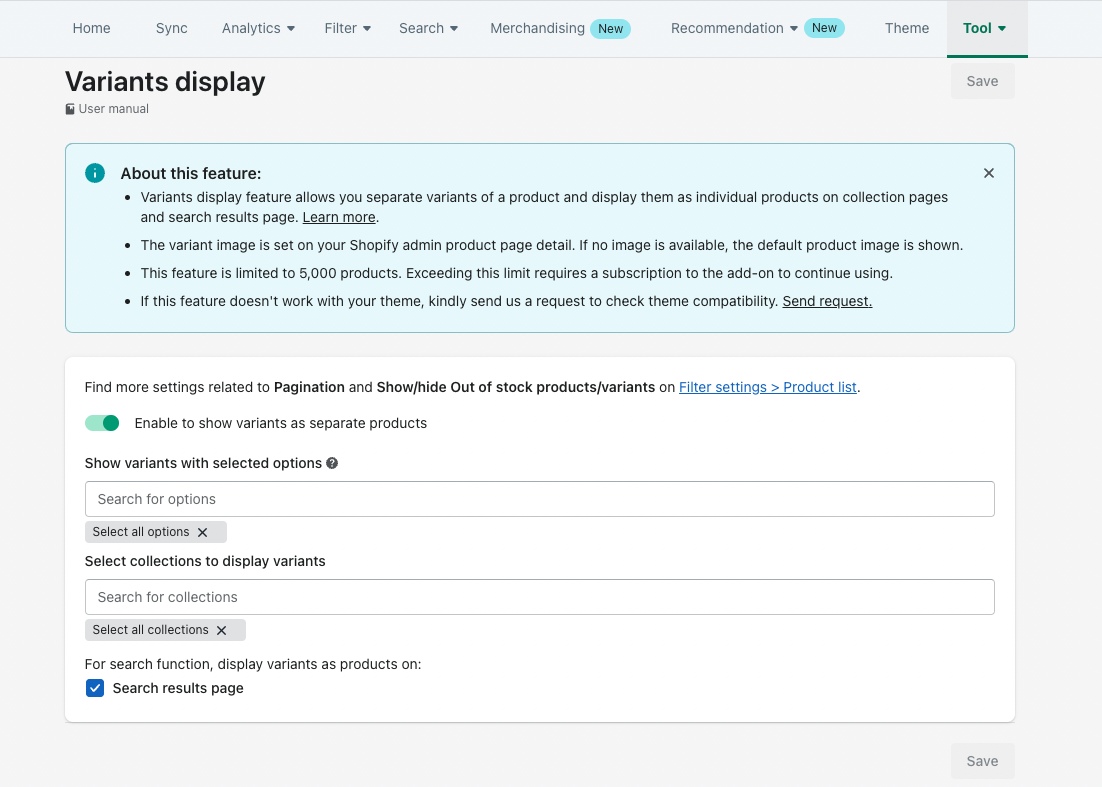 Home Sync Analytics Filter Search Merchandising New Recommendation New Theme Tool
Variants display
Save
User manual
About this feature:
• Variants display feature allows you separate variants of a product and display them as individual products on collection pages
and search results page. Learn more.
• The variant image is set on your Shopify admin product page detail. If no image is available, the default product image is shown.
• This feature is limited to 5,000 products. Exceeding this limit requires a subscription to the add-on to continue using.
• If this feature doesn't work with your theme, kindly send us a request to check theme compatibility. Send request.
Find more settings related to Pagination and Show/hide Out of stock products/variants on Filter settings > Product list.
Enable to show variants as separate products
Show variants with selected options
Search for options
Select all options
Select collections to display variants
Search for collections
Select all collections
For search function, display variants as products on:
Search results page
Save